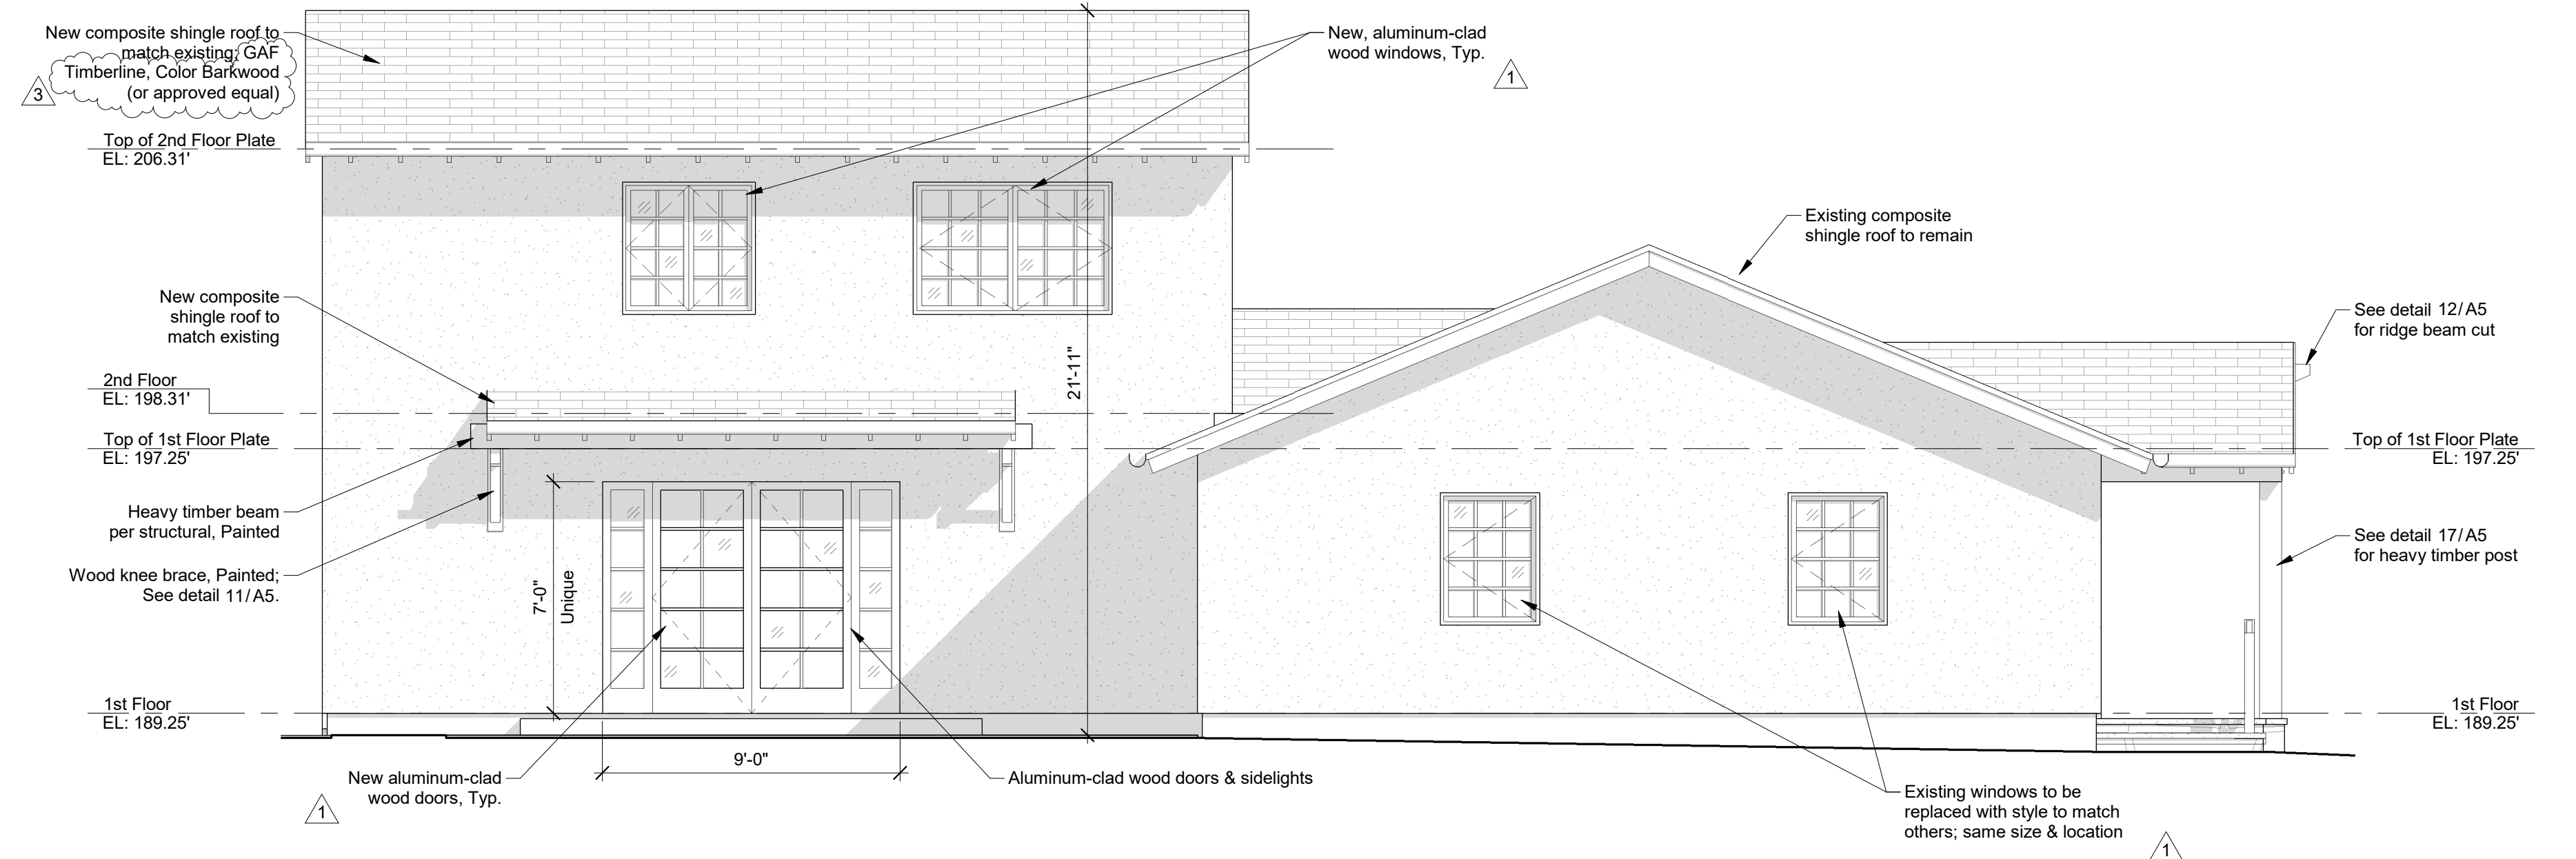 New composite shingle roof to
match existing; GAF
Timberline, Color Barkwood
(or approved equal)
3
Top of 2nd Floor Plate
EL: 206.31'
New, aluminum-clad
wood windows, Typ.
1
Existing composite
shingle roof to remain
New composite
shingle roof to
match existing
See detail 12/A5
for ridge beam cut
21'-11"
2nd Floor
EL: 198.31'
Top of 1st Floor Plate
EL: 197.25'
Top of 1st Floor Plate
EL: 197.25'
Heavy timber beam
per structural, Painted
See detail 17/A5
for heavy timber post
Wood knee brace, Painted;
See detail 11/A5.
7'-0"
Unique
1st Floor
EL: 189.25'
1st Floor
EL: 189.25'
9'-0"
New aluminum-clad
wood doors, Typ.
1
Aluminum-clad wood doors & sidelights
Existing windows to be
replaced with style to match
others; same size & location
1